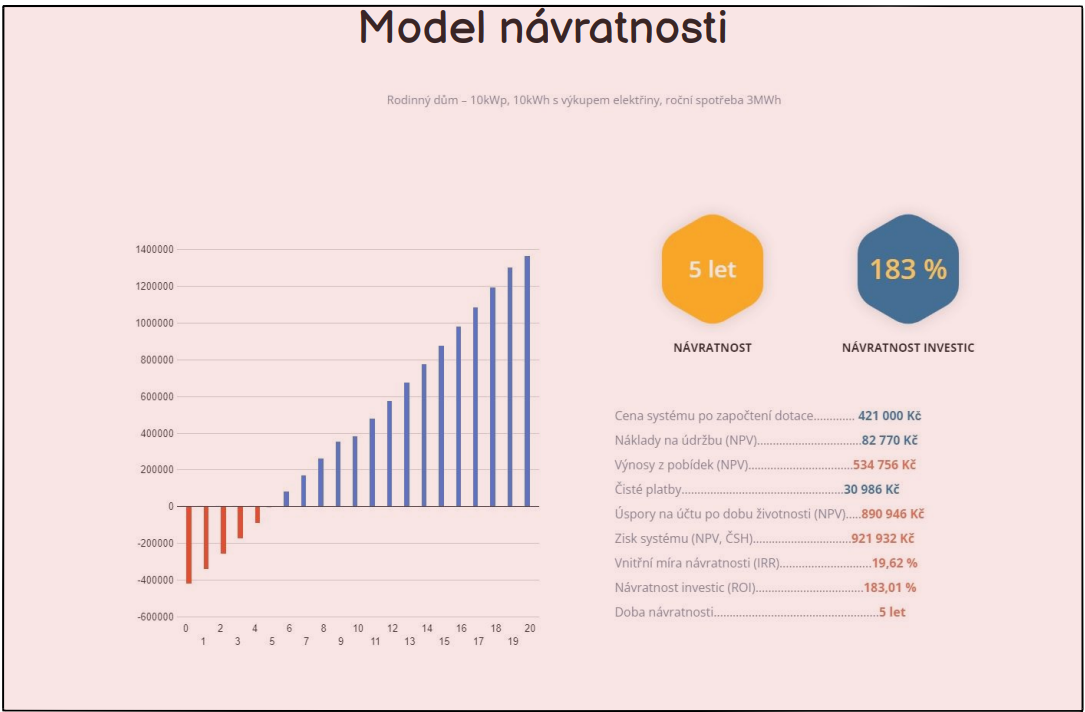 Model návratnosti
Rodinný dům – 10kWp, 10kWh s výkupem elektřiny, roční spotřeba 3MWh
1400000
1200000
1000000
800000
600000
400000
200000
0
-200000
-400000
-600000
0 2 4 6 8 10 12 14 16 18 20
1 3 5 7 9 11 13 15 17 19
5 let
183 %
NÁVRATNOST
NÁVRATNOST INVESTIC
Cena systému po započtení dotace............. 421 000 Kč
Náklady na údržbu (NPV)..................................82 770 Kč
Výnosy z pobídek (NPV).................................534 756 Kč
Čisté platby....................................................30 986 Kč
Úspory na účtu po dobu životnosti (NPV).....890 946 Kč
Zisk systému (NPV, ČSH)...............................921 932 Kč
Vnitřní míra návratnosti (IRR).............................19,62 %
Návratnost investic (ROI)..................................183,01 %
Doba návratnosti.....................................................5 let